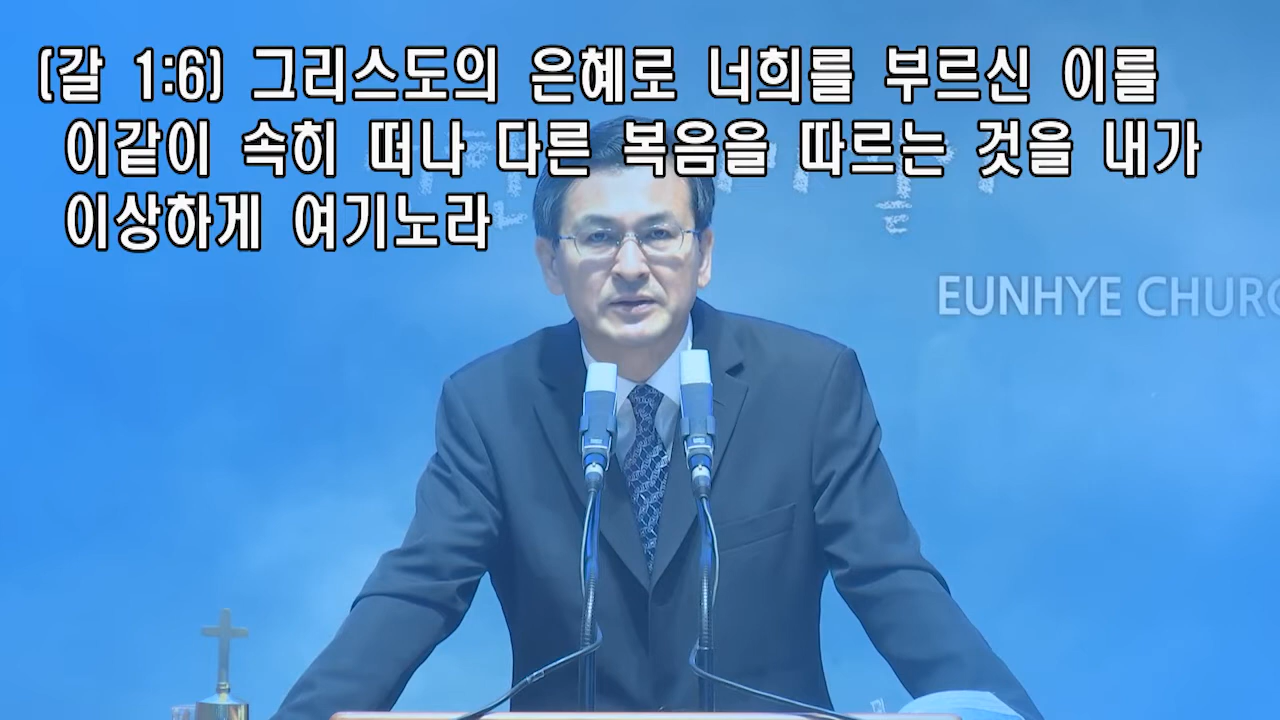 (갈 1:6) 그리스도의 은혜로 너희를 부르신 이를
이같이 속히 떠나 다른 복음을 따르는 것을 내가
이상하게 여기노라
EUNHYE CHURC